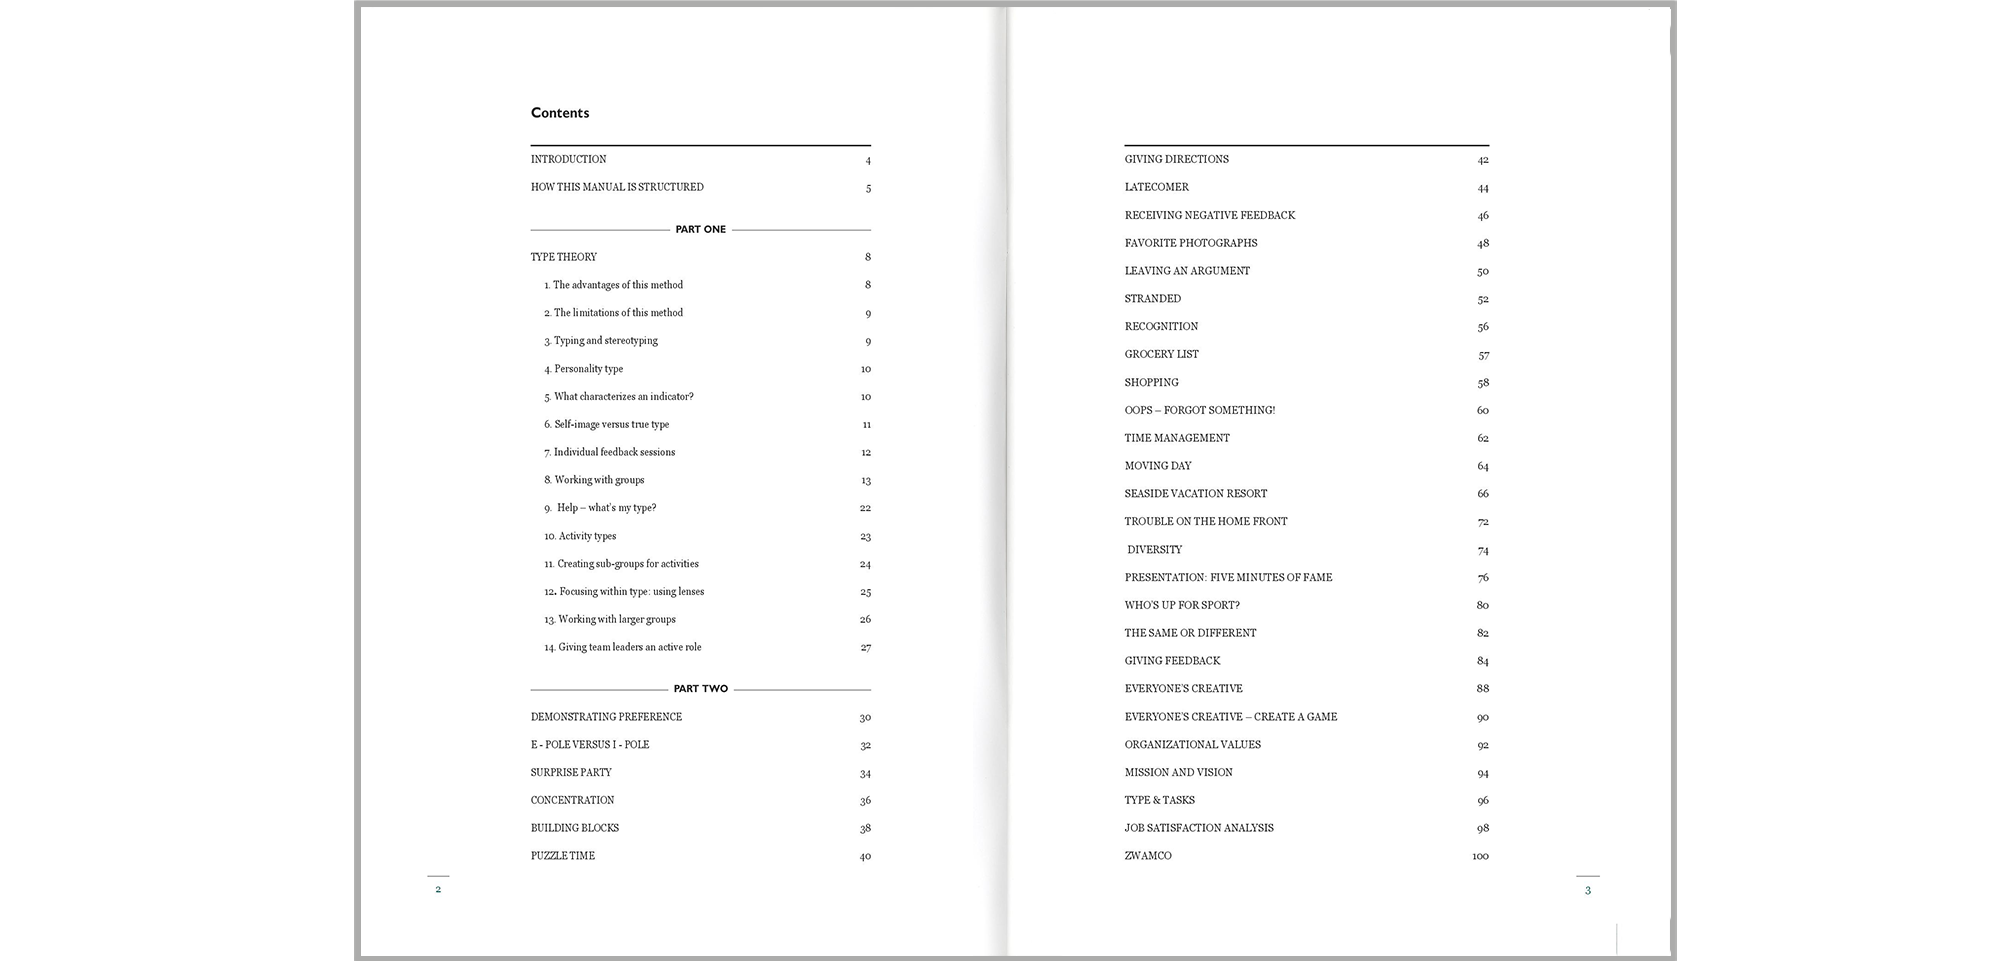 Contents
INTRODUCTION 4
HOW THIS MANUAL IS STRUCTURED 5
PART ONE
TYPE THEORY 8
1. The advantages of this method 8
2. The limitations of this method 9
3. Typing and stereotyping 9
4. Personality type 10
5. What characterizes an indicator? 10
6. Self-image versus true type 11
7. Individual feedback sessions 12
8. Working with groups 13
9. Help – what's my type? 22
10. Activity types 23
11. Creating sub-groups for activities 24
12. Focusing within type: using lenses 25
13. Working with larger groups 26
14. Giving team leaders an active role 27
PART TWO
DEMONSTRATING PREFERENCE 30
E - POLE VERSUS I - POLE 32
SURPRISE PARTY 34
CONCENTRATION 36
BUILDING BLOCKS 38
PUZZLE TIME 40
2
GIVING DIRECTIONS 42
LATECOMER 44
RECEIVING NEGATIVE FEEDBACK 46
FAVORITE PHOTOGRAPHS 48
LEAVING AN ARGUMENT 50
STRANDED 52
RECOGNITION 56
GROCERY LIST 57
SHOPPING 58
OOPS – FORGOT SOMETHING! 60
TIME MANAGEMENT 62
MOVING DAY 64
SEASIDE VACATION RESORT 66
TROUBLE ON THE HOME FRONT 72
DIVERSITY 74
PRESENTATION: FIVE MINUTES OF FAME 76
WHO'S UP FOR SPORT? 80
THE SAME OR DIFFERENT 82
GIVING FEEDBACK 84
EVERYONE'S CREATIVE 88
EVERYONE'S CREATIVE – CREATE A GAME 90
ORGANIZATIONAL VALUES 92
MISSION AND VISION 94
TYPE & TASKS 96
JOB SATISFACTION ANALYSIS 98
ZWAMCO 100
3